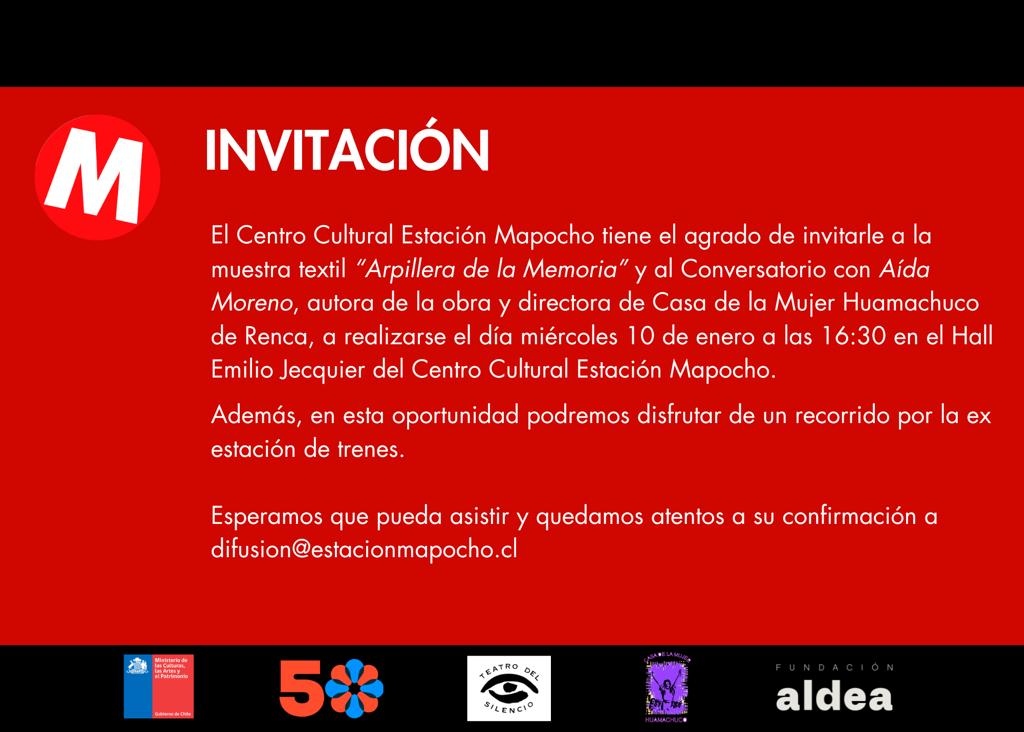 M
INVITACIÓN
El Centro Cultural Estación Mapocho tiene el agrado de invitarle a la
muestra textil “Arpillera de la Memoria” y al Conversatorio con Aída
Moreno, autora de la obra y directora de Casa de la Mujer Huamachuco
de Renca, a realizarse el día miércoles 10 de enero a las 16:30 en el Hall
Emilio Jecquier del Centro Cultural Estación Mapocho.
Además, en esta oportunidad podremos disfrutar de un recorrido por la ex
estación de trenes.
Esperamos que pueda asistir y quedamos atentos a su confirmación a
difusion@estacionmapocho.cl
Ministerio de
las Culturas,
las Artes y
el Patrimonio
Gobierno de Chile
50
TEATRO DEL
SILENCIO
CASA DE LA MUJER
HUAMACHUCO
FUNDACIÓN
aldea